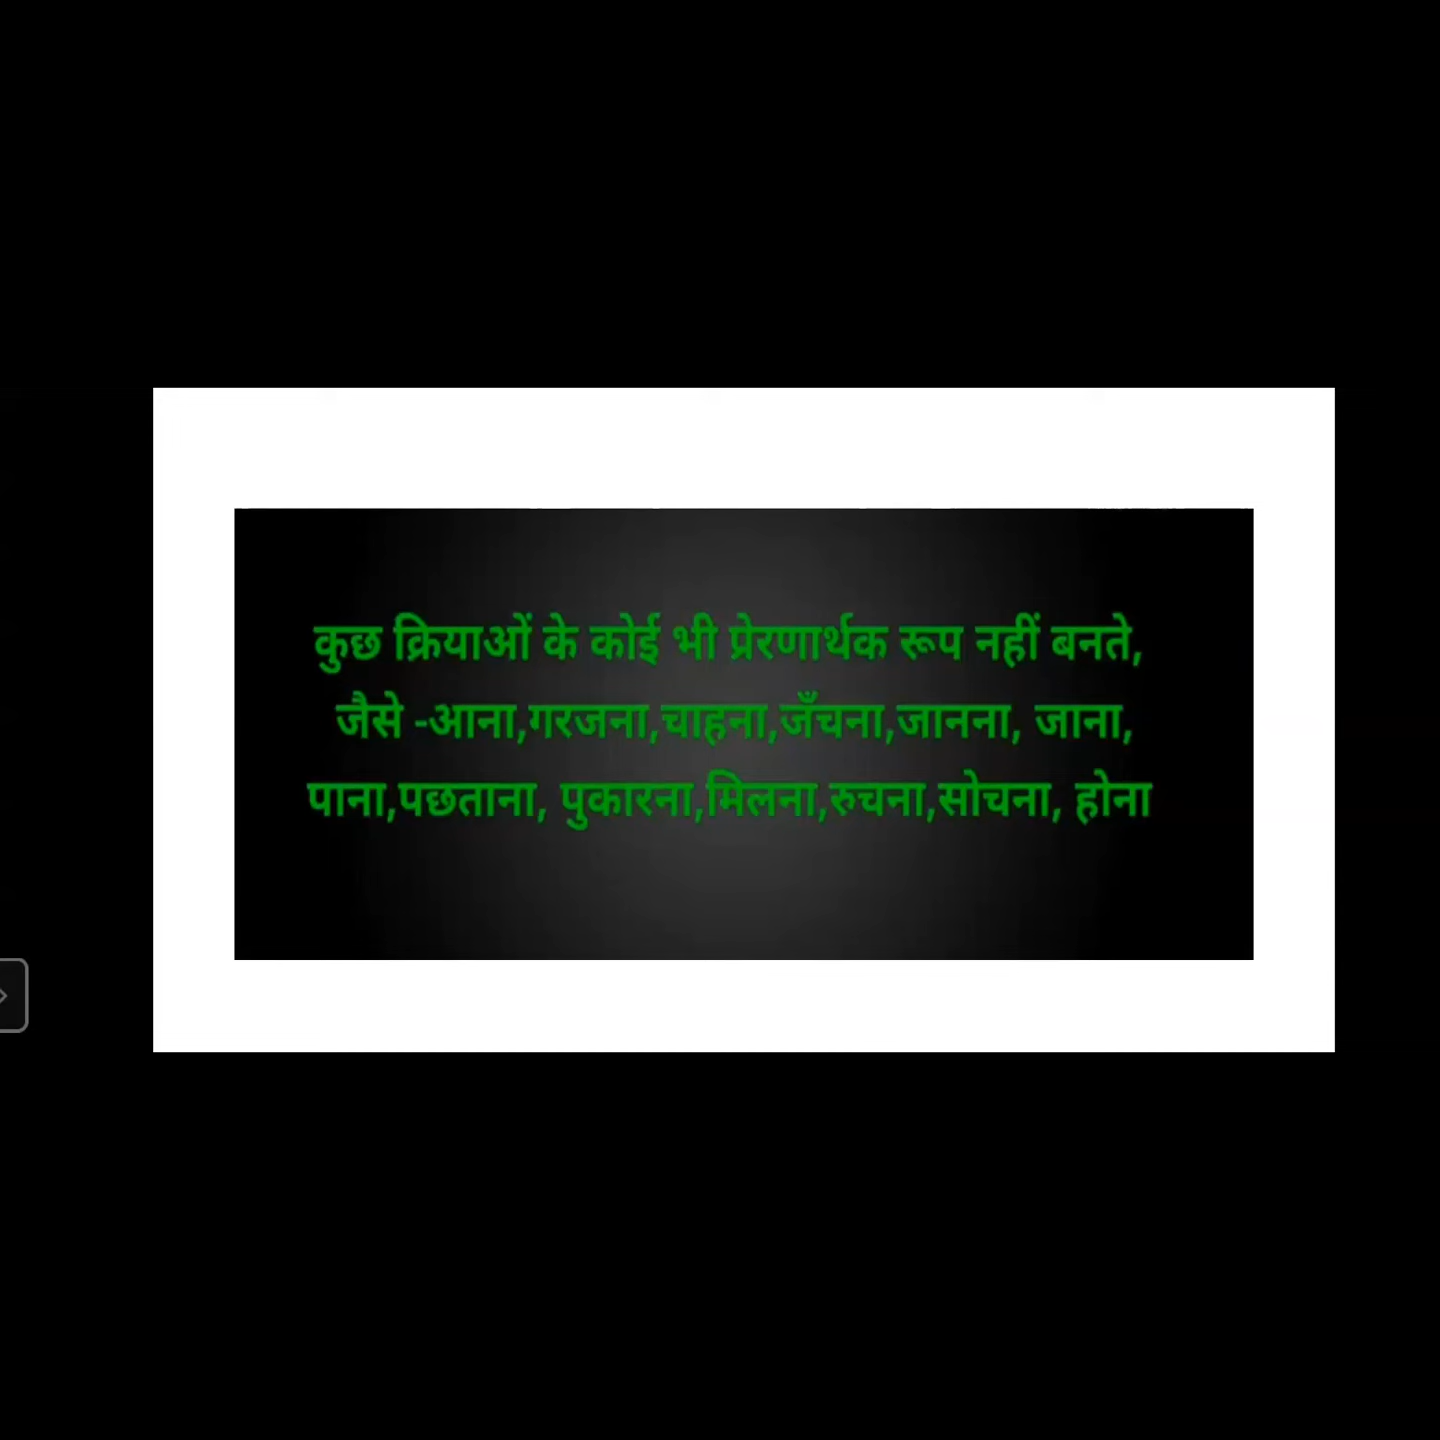 कुछ क्रियाओं के कोई भी प्रेरणार्थक रूप नहीं बनते,
जैसे -आना,गरजना,चाहना,जँचना,जानना, जाना,
पाना,पछताना, पुकारना,मिलना,रुचना,सोचना, होना